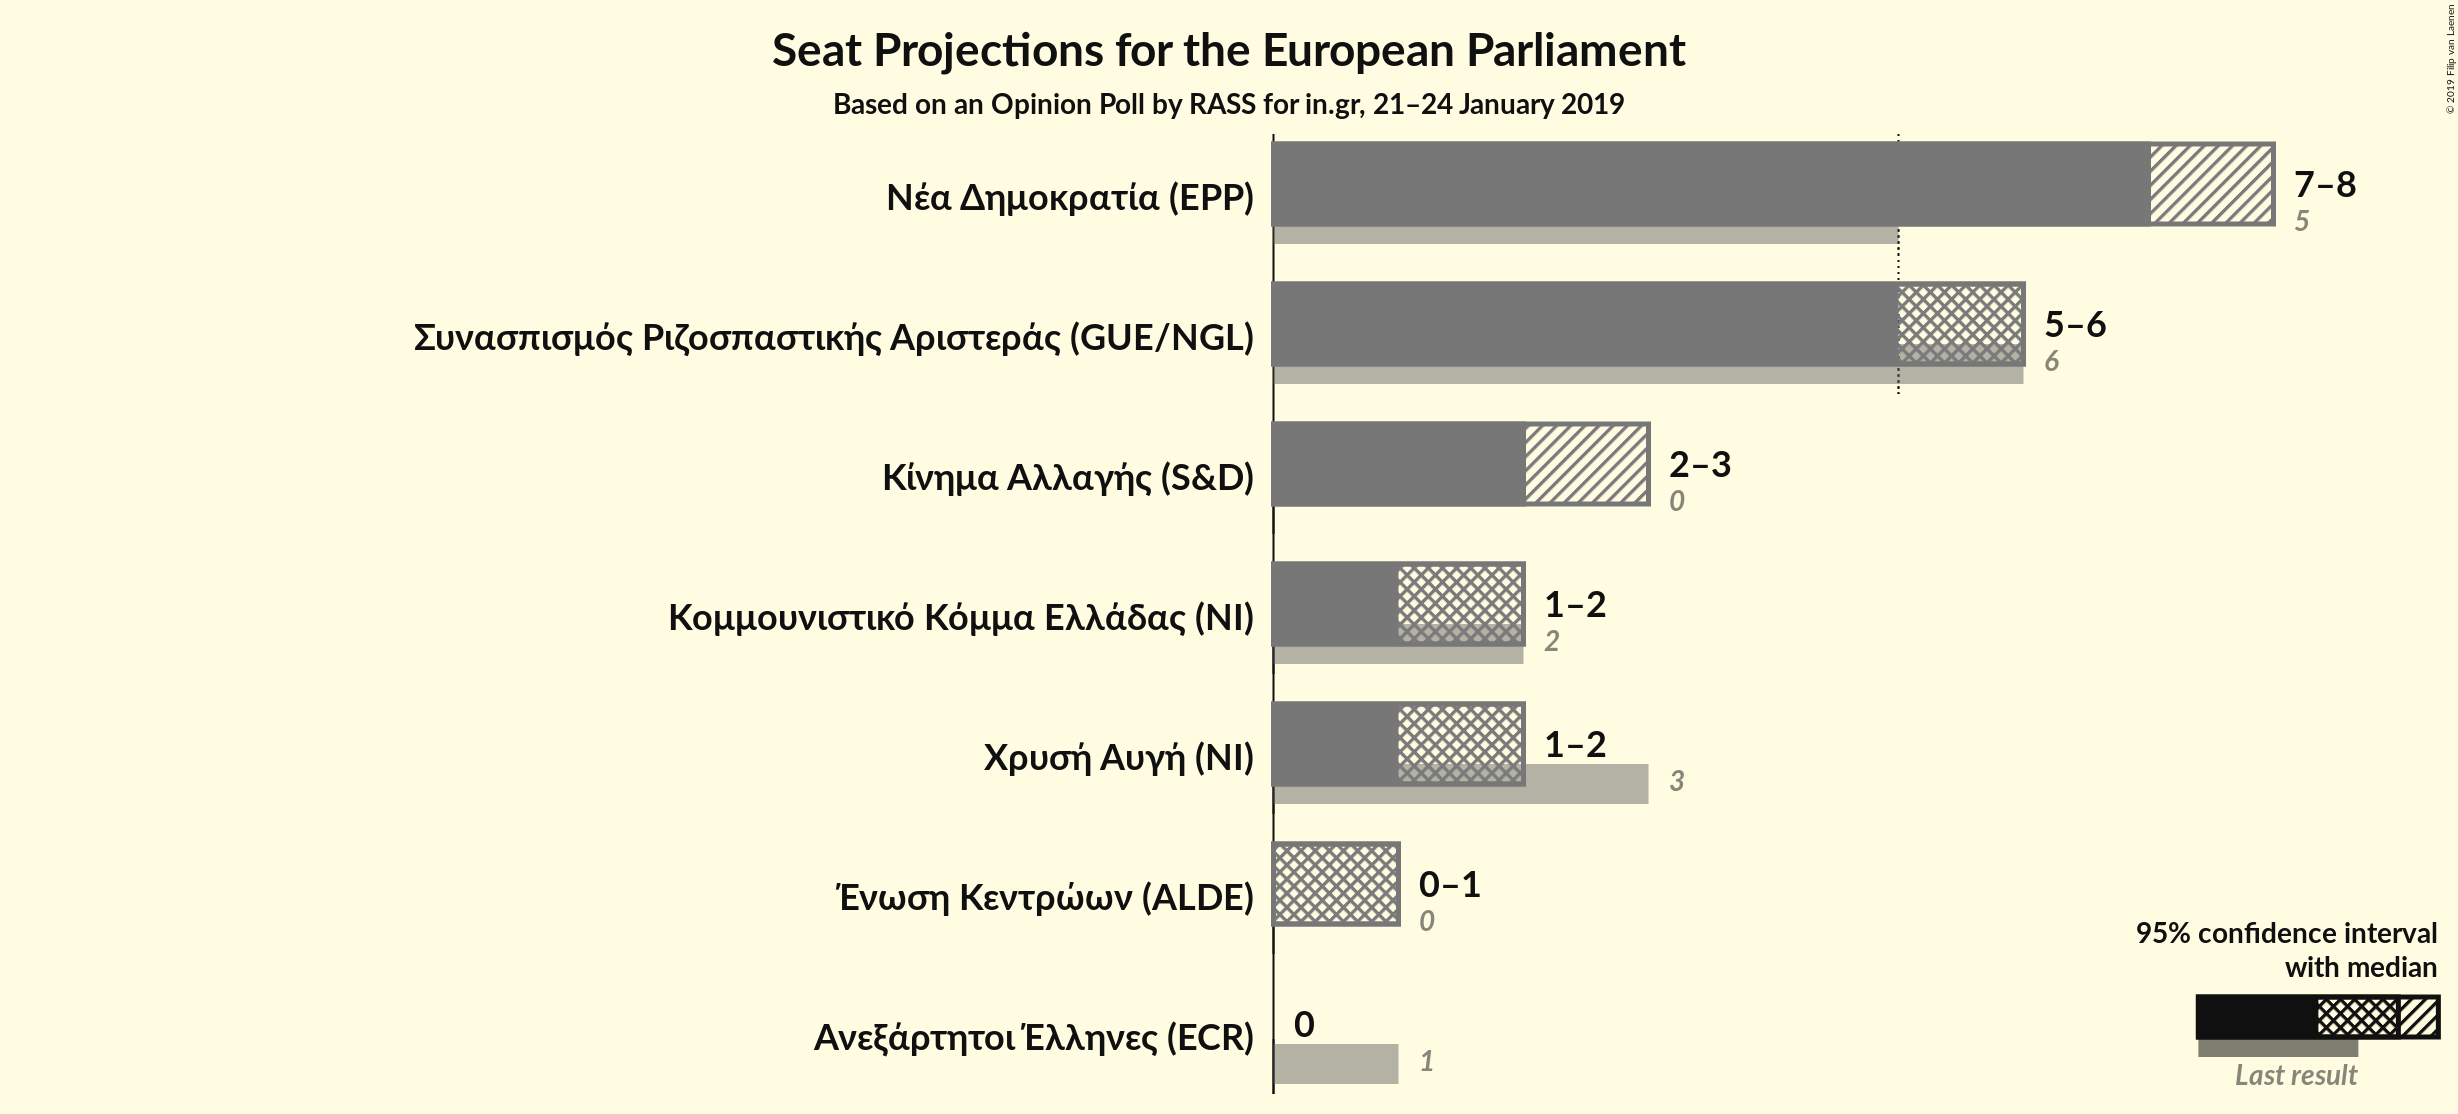 Seat Projections for the European Parliament
Based on an Opinion Poll by RASS for in.gr, 21–24 January 2019
© 2019 Filip van Laenen
Νέα Δημοκρατία (EPP)
7–8
5
Συνασπισμός Ριζοσπαστικής Αριστεράς (GUE/NGL)
5–6
6
Κίνημα Αλλαγής (S&D)
2–3
0
Κομμουνιστικό Κόμμα Ελλάδας (NI)
1–2
2
Χρυσή Αυγή (NI)
1–2
3
Ένωση Κεντρώων (ALDE)
0–1
0
Ανεξάρτητοι Έλληνες (ECR)
0
1
95% confidence interval
with median
Last result